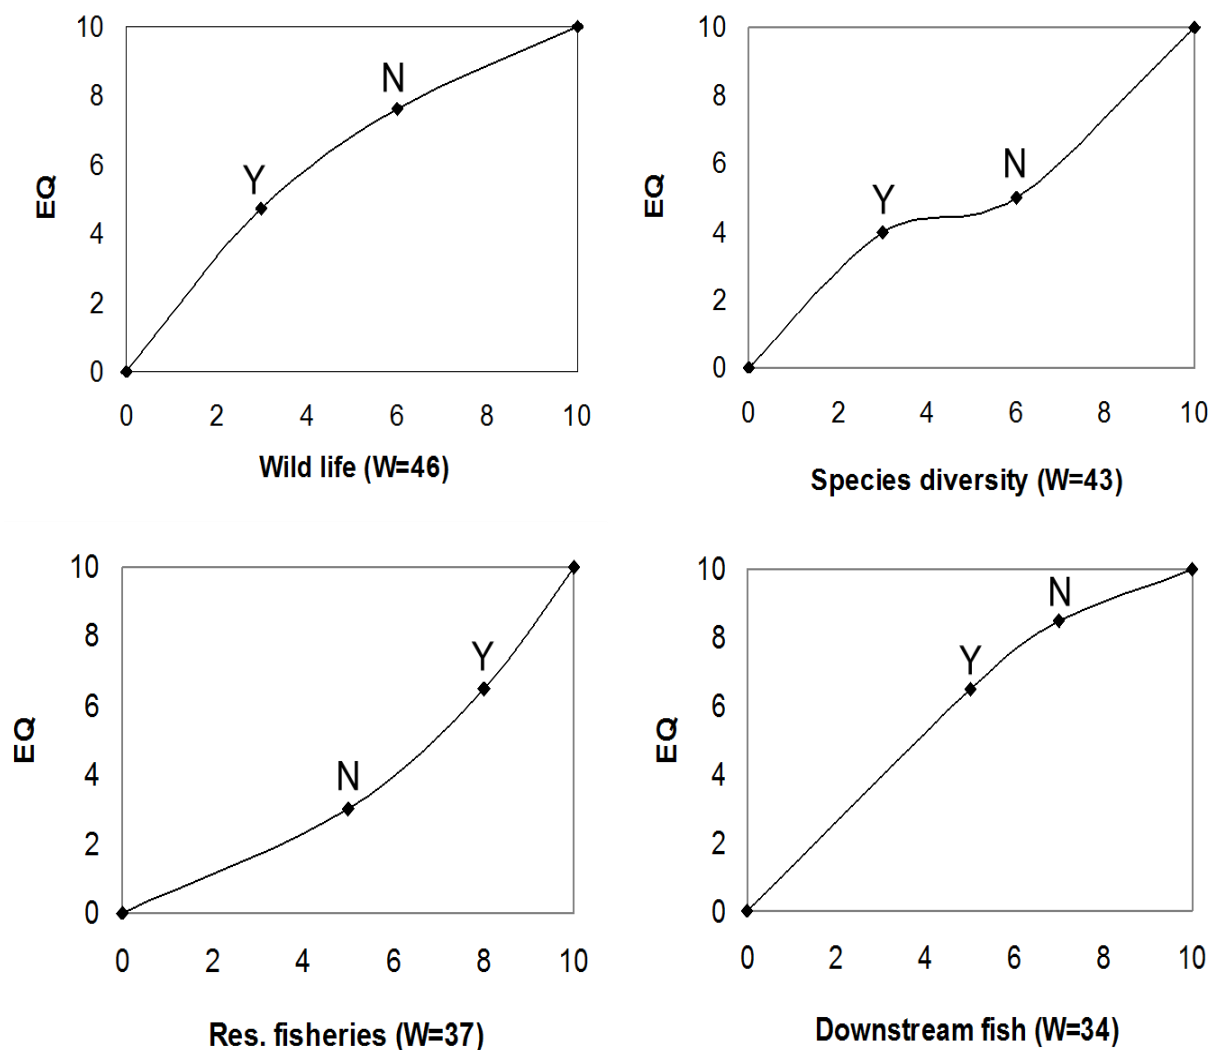 10
8
6
4
2
0
EQ
Y
N
0 2 4 6 8 10
Wild life (W=46)
10
8
6
4
2
0
EQ
Y
N
0 2 4 6 8 10
Species diversity (W=43)
10
8
6
4
2
0
EQ
N
Y
0 2 4 6 8 10
Res. fisheries (W=37)
10
8
6
4
2
0
EQ
Y
N
0 2 4 6 8 10
Downstream fish (W=34)